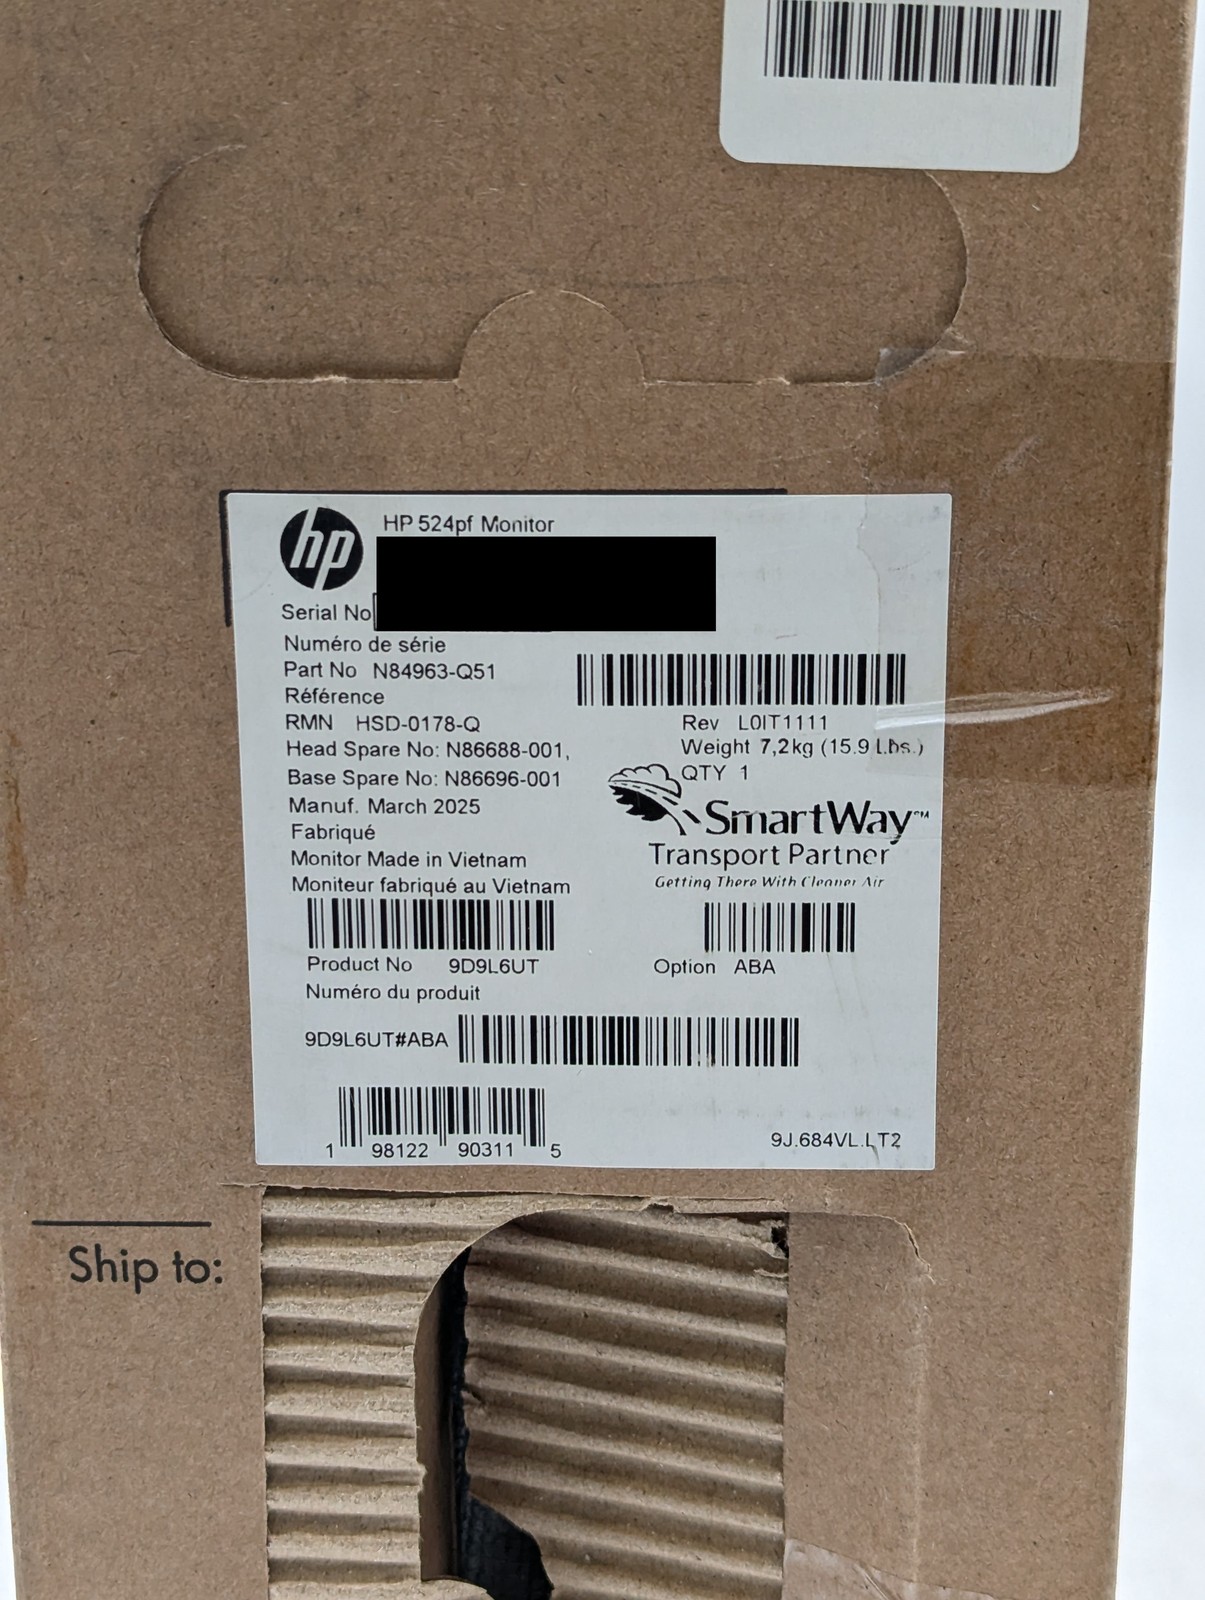 hp
HP 524pf Monitor
Serial No
Numéro de série
Part No N84963-Q51
Référence
RMN HSD-0178-Q
Rev L0IT1111
Head Spare No: N86688-001,
Weight 7,2kg (15.9 Lbs.)
Base Spare No: N86696-001
QTY 1
Manuf. March 2025
Fabriqué
SmartWay™
Transport Partner
Getting There With Cleaner Air
Monitor Made in Vietnam
Moniteur fabriqué au Vietnam
Product No 9D9L6UT
Option ABA
Numéro du produit
9D9L6UT#ABA
1 98122 90311 5
9J.684VL.LT2
Ship to: